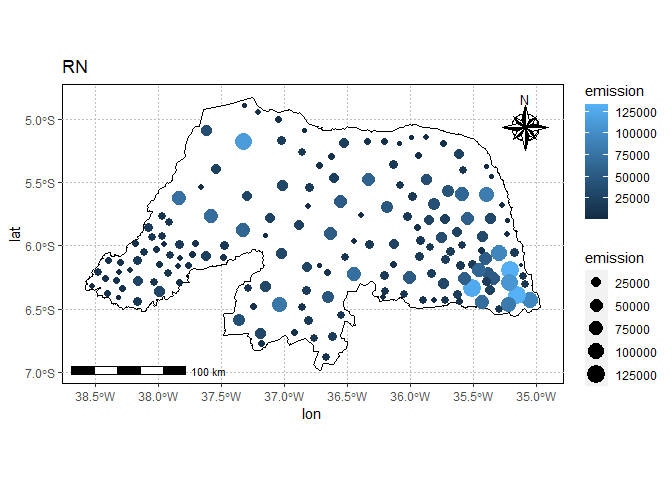 RN
N
5.0°S
5.5°S
6.0°S
6.5°S
7.0°S
lat
100 km
38.5°W
38.0°W
37.5°W
37.0°W
36.5°W
36.0°W
35.5°W
35.0°W
lon
emission
125000
100000
75000
50000
25000
emission
25000
50000
75000
100000
125000